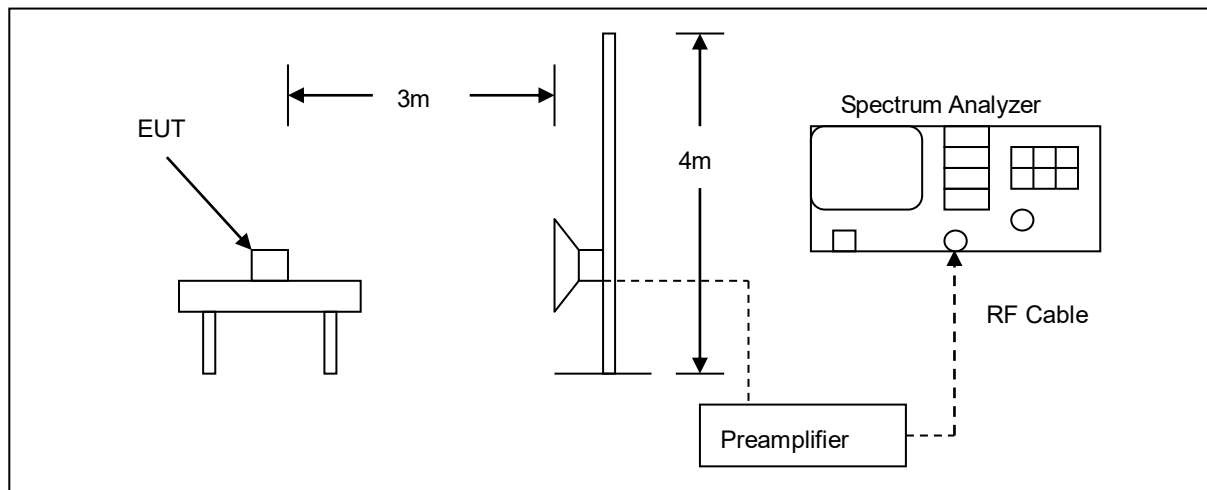 3m
EUT
4m
Spectrum Analyzer
RF Cable
Preamplifier